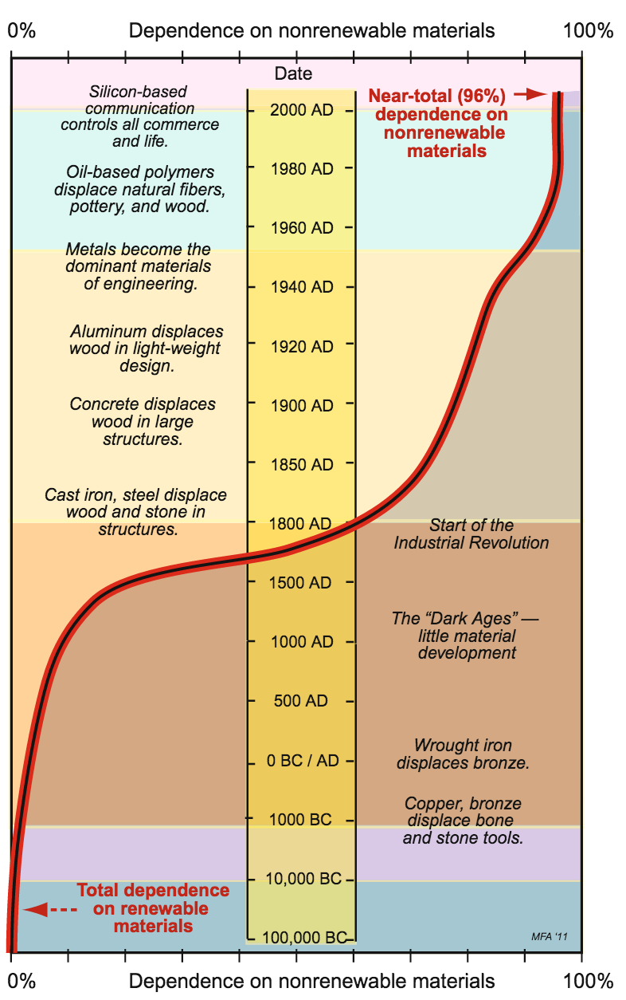 0% Dependence on nonrenewable materials 100%
Date
Silicon-based
communication
controls all commerce
and life.
Near-total (96%)
dependence on
nonrenewable
materials
2000 AD
Oil-based polymers
displace natural fibers,
pottery, and wood.
1980 AD
1960 AD
Metals become the
dominant materials
of engineering.
1940 AD
Aluminum displaces
wood in light-weight
design.
1920 AD
Concrete displaces
wood in large
structures.
1900 AD
1850 AD
Cast iron, steel displace
wood and stone in
structures.
1800 AD
Start of the
Industrial Revolution
1500 AD
The “Dark Ages” —
little material
development
1000 AD
500 AD
Wrought iron
displaces bronze.
0 BC / AD
Copper, bronze
displace bone
and stone tools.
1000 BC
10,000 BC
Total dependence
on renewable
materials
100,000 BC
MFA ‘11
0% Dependence on nonrenewable materials 100%